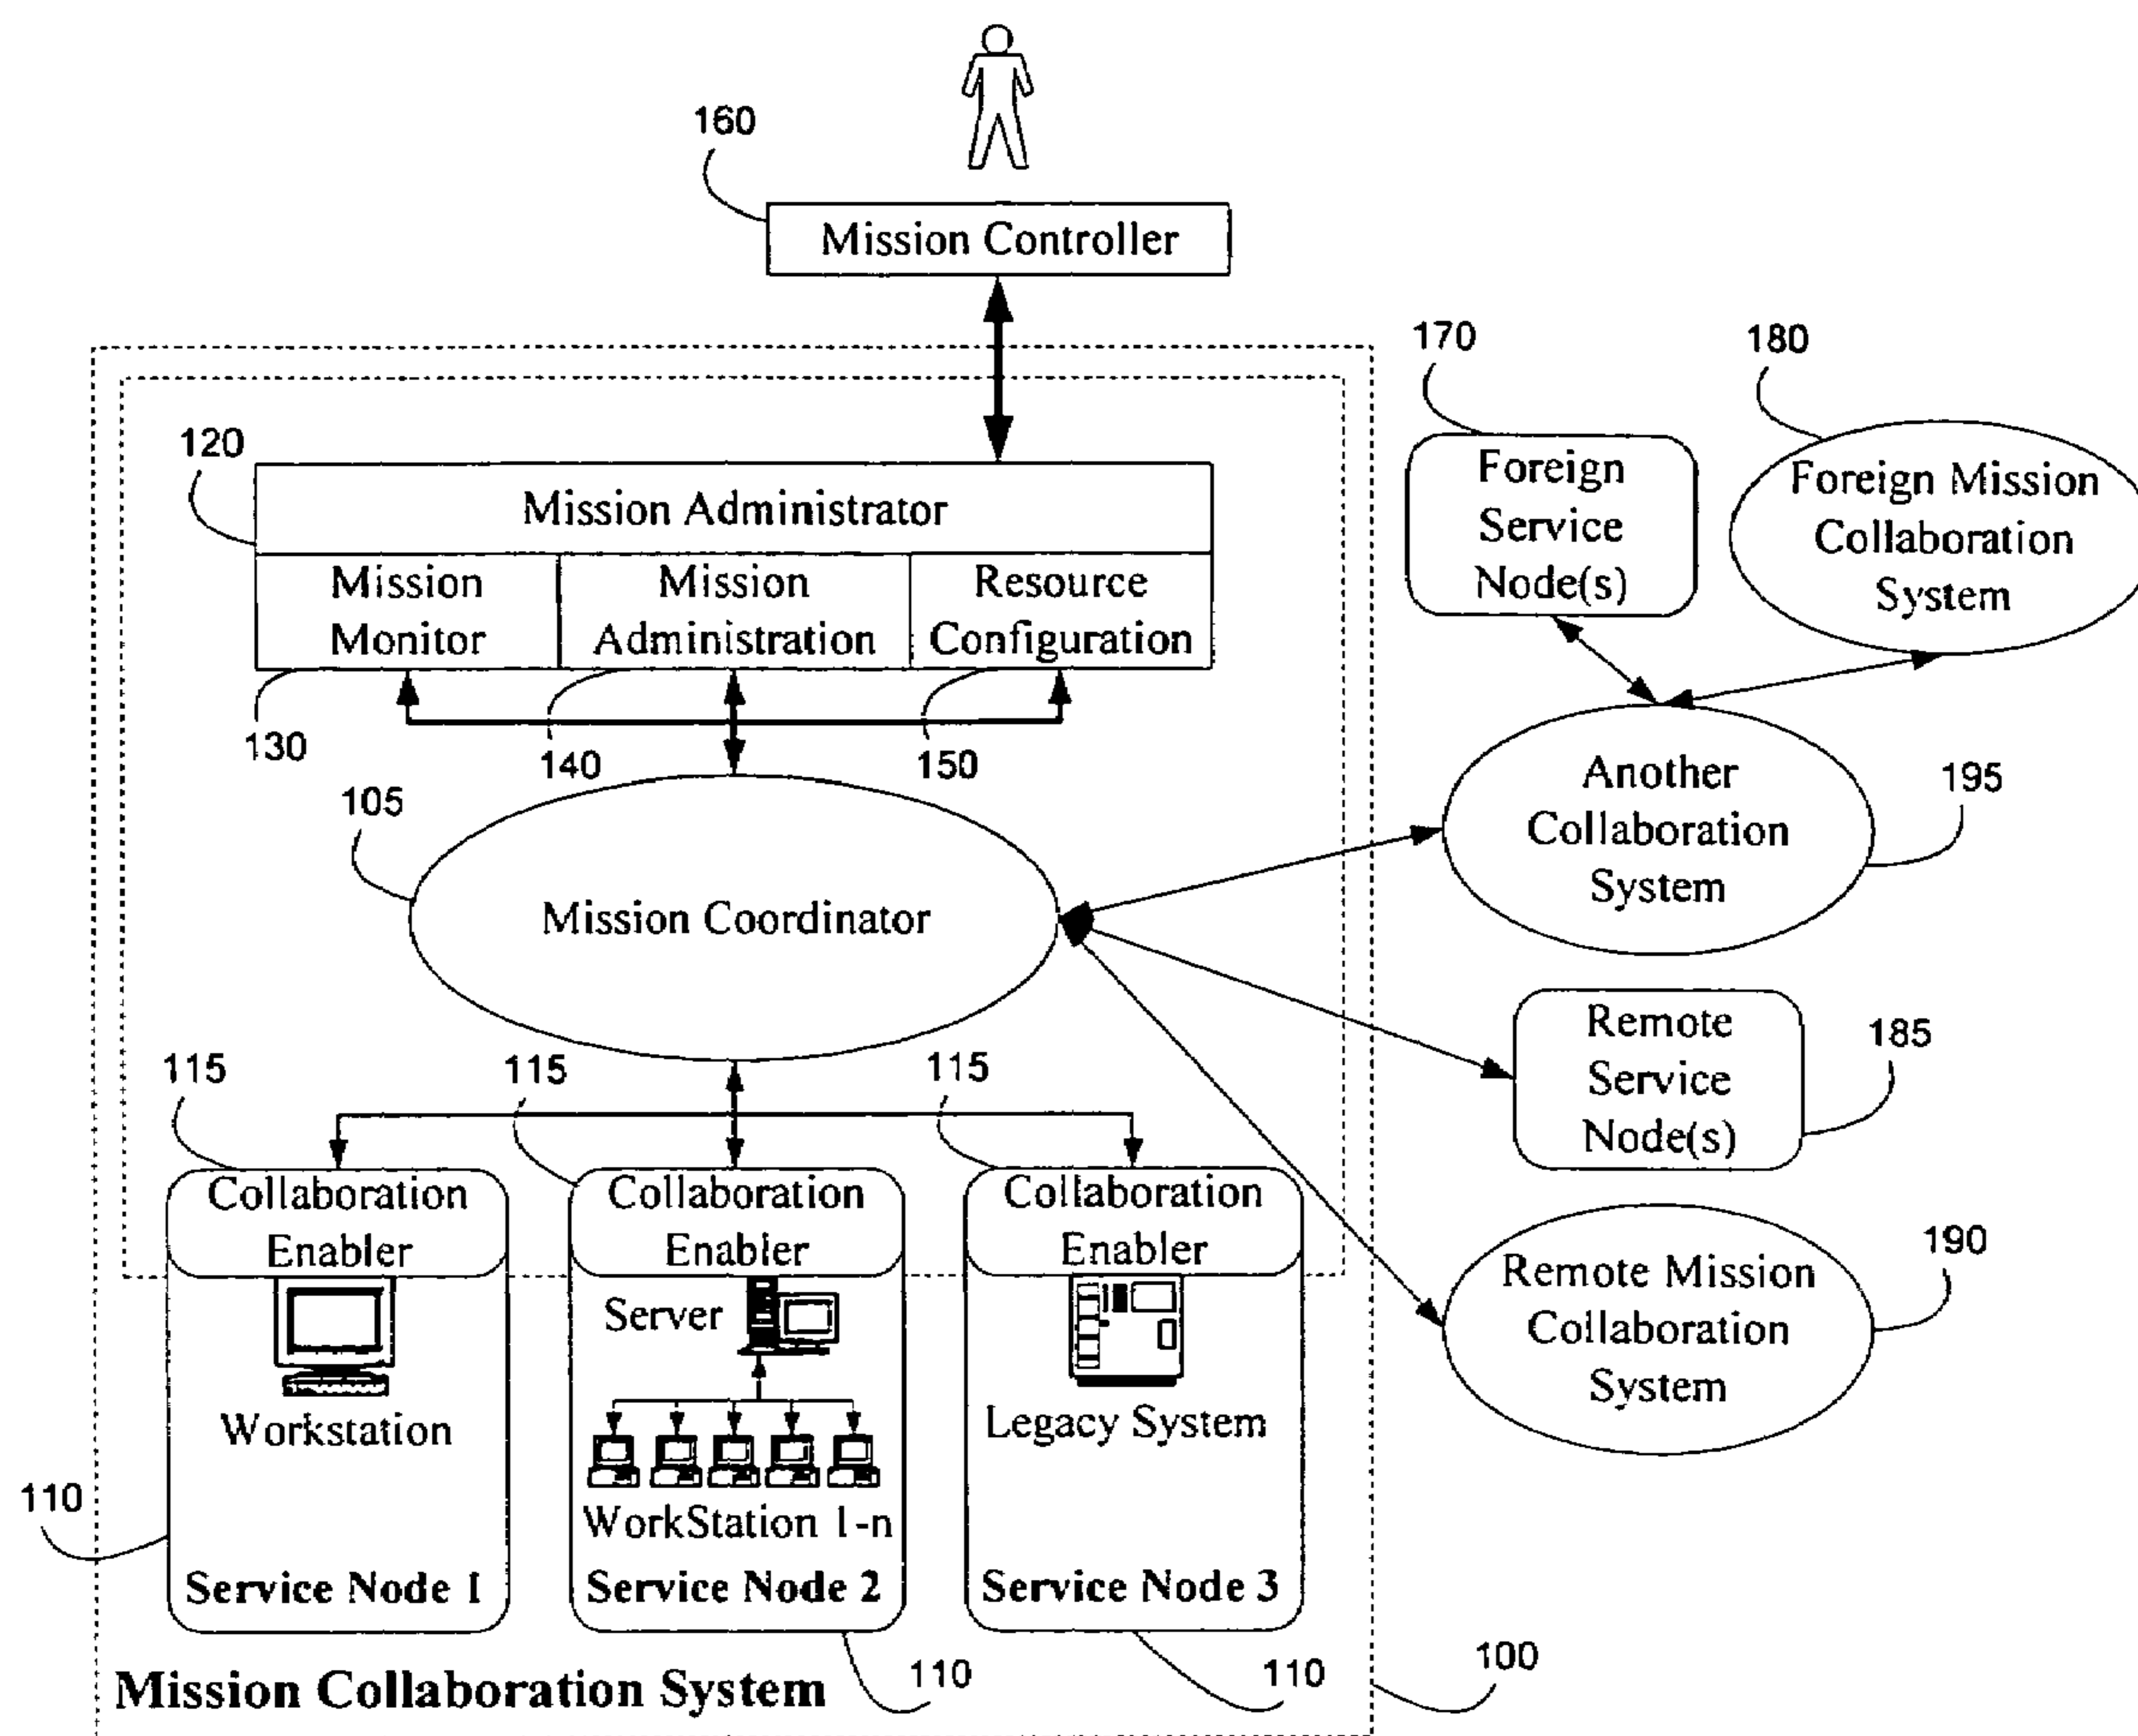 160
Mission Controller
170
180
120
Mission Administrator
Mission
Monitor
Mission
Administration
Resource
Configuration
130
140
150
Foreign
Service
Node(s)
Foreign Mission
Collaboration
System
105
Mission Coordinator
Another
Collaboration
System
195
Remote
Service
Node(s)
185
115
115
115
Collaboration
Enabler
Collaboration
Enabler
Collaboration
Enabler
Remote Mission
Collaboration
System
190
Workstation
Server
WorkStation 1-n
Legacy System
110
Service Node 1
Service Node 2
Service Node 3
Mission Collaboration System
110
110
100